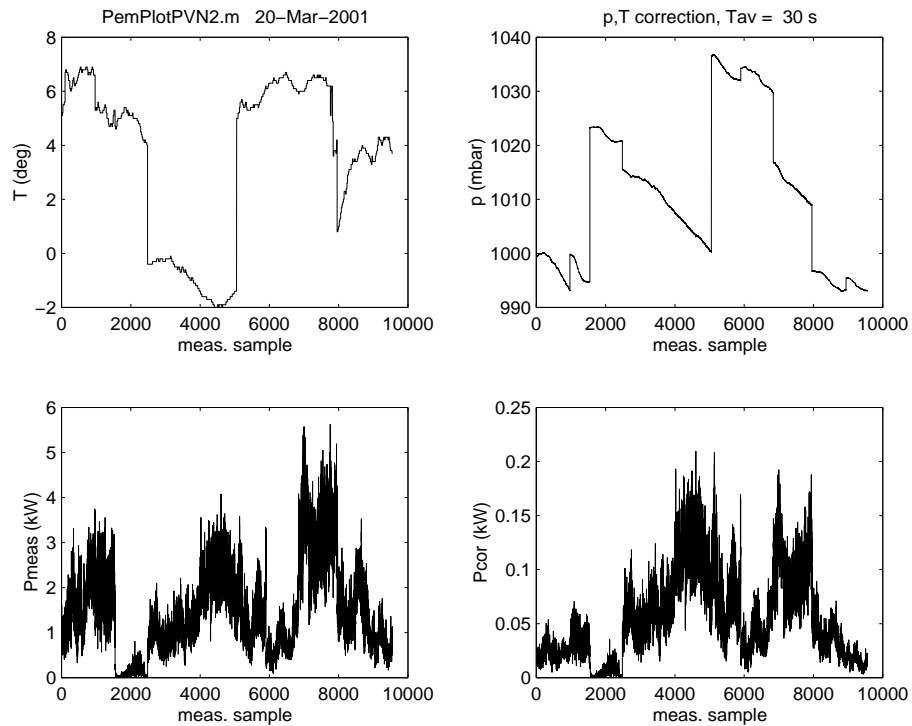 PemPlotPVN2.m 20−Mar−2001
8
6
4
2
0
−2
T (deg)
0 2000 4000 6000 8000 10000
meas. sample
p,T correction, Tav = 30 s
1040
1030
1020
1010
1000
990
p (mbar)
0 2000 4000 6000 8000 10000
meas. sample
6
5
4
3
2
1
0
Pmeas (kW)
0 2000 4000 6000 8000 10000
meas. sample
0.25
0.2
0.15
0.1
0.05
0
Pcor (kW)
0 2000 4000 6000 8000 10000
meas. sample